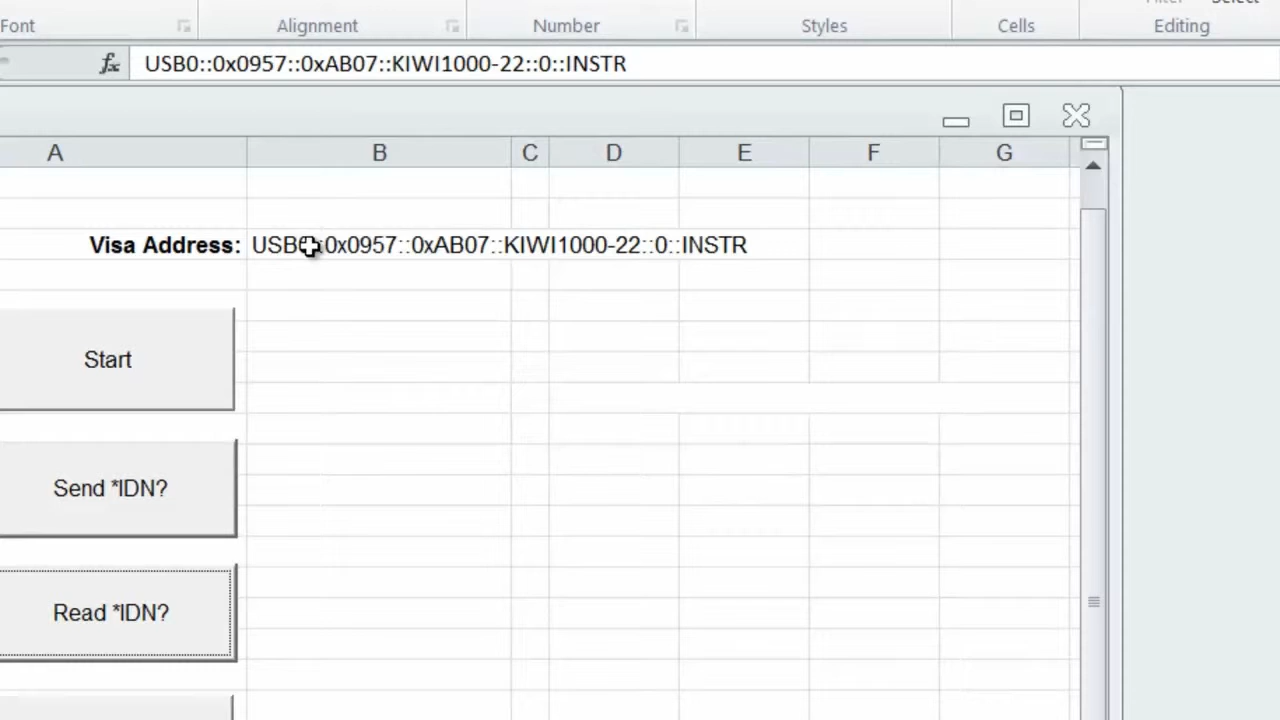 Font Alignment Number Styles Cells Editing
fx USB0::0x0957::0xAB07::KIWI1000-22::0::INSTR
A B C D E F G
Visa Address: USB0::0x0957::0xAB07::KIWI1000-22::0::INSTR
Start
Send *IDN?
Read *IDN?